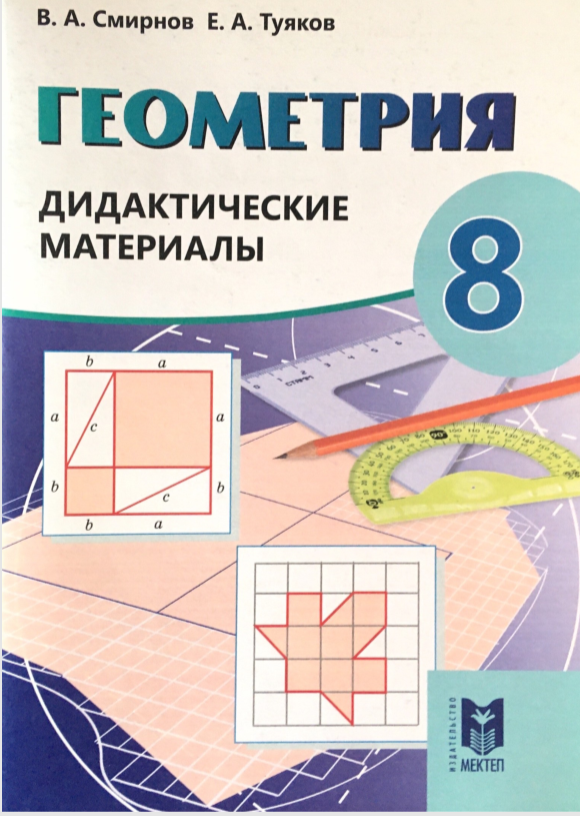 В. А. Смирнов Е. А. Туяков
ГЕОМЕТРИЯ
ДИДАКТИЧЕСКИЕ
МАТЕРИАЛЫ
8
b a
a c a
b c b
b a
ИЗДАТЕЛЬСТВО
МЕКТЕП